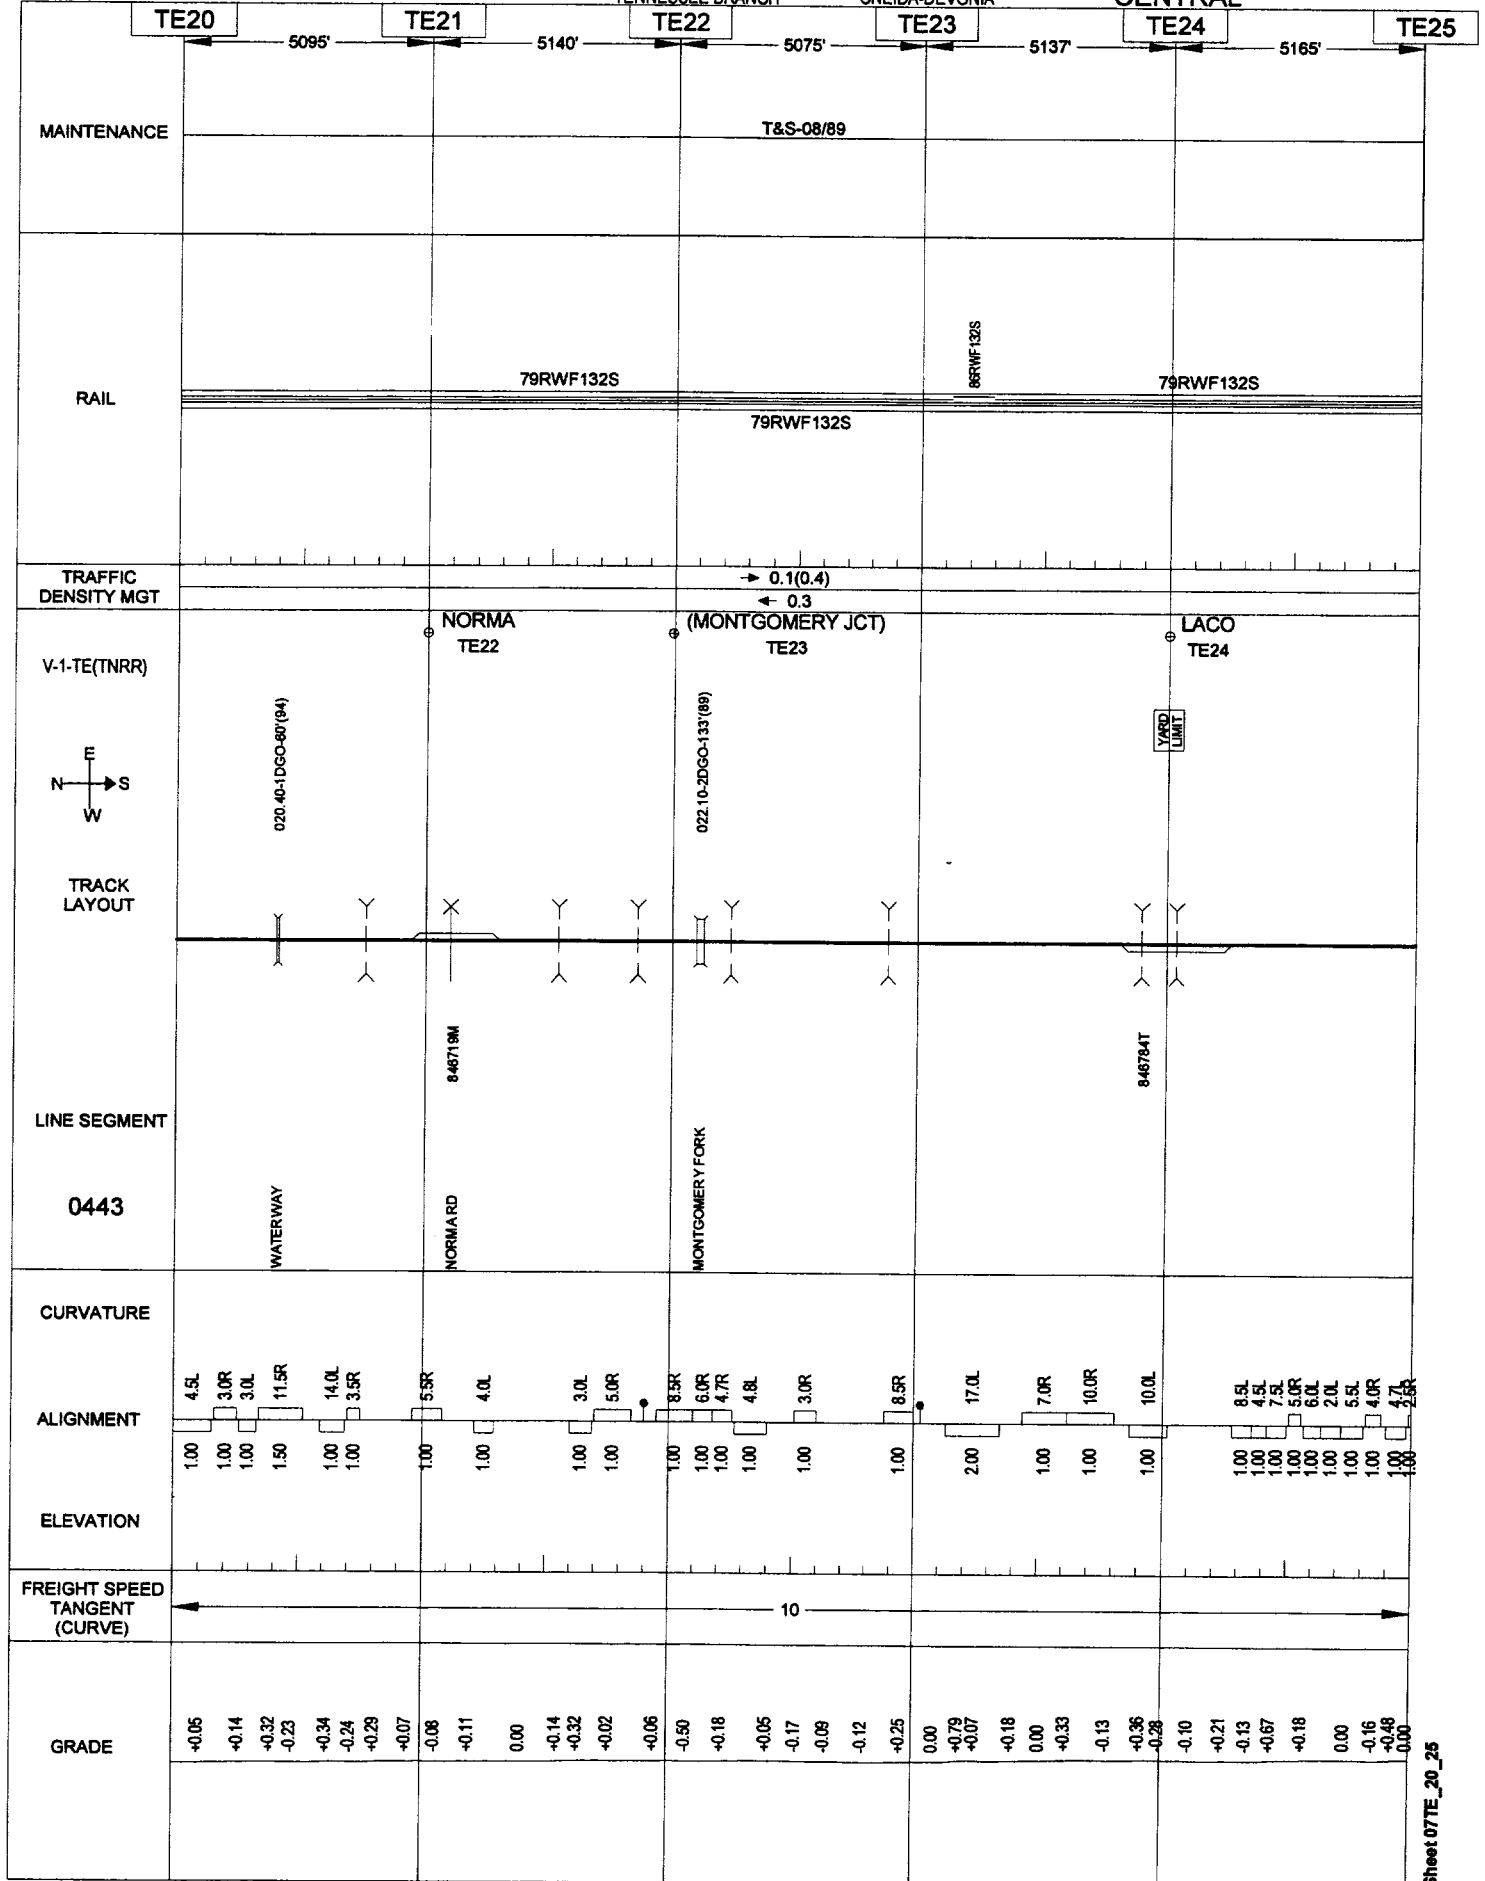 TENNESSEE BRANCH ONEIDA-DEVONIA CENTRAL
TE20 TE21 TE22 TE23 TE24 TE25
5095' 5140' 5075' 5137' 5165'
MAINTENANCE
T&S-08/89
RAIL
79RWF132S
86RWF132S
79RWF132S
79RWF132S
TRAFFIC
DENSITY MGT
0.1(0.4)
0.3
V-1-TE(TNRR)
NORMA
TE22
(MONTGOMERY JCT)
TE23
LACO
TE24
020.40-1DGO-60'(94)
022.10-2DGO-133'(89)
YARD
LIMIT
E
N S
W
TRACK
LAYOUT
846719M
846784T
LINE SEGMENT
0443
WATERWAY
NORMA RD
MONTGOMERY FORK
CURVATURE
ALIGNMENT
4.5L 3.0R 3.0L 11.5R 14.0L 3.5R 5.5R 4.0L 3.0L 5.0R 8.5R 6.0R 4.7R 4.8L 3.0R 8.5R 17.0L 7.0R 10.0R 10.0L 8.5L 4.5L 7.5L 5.0R 6.0L 2.0L 5.5L 4.0R 4.7L 2.5R
1.00 1.00 1.00 1.50 1.00 1.00 1.00 1.00 1.00 1.00 1.00 1.00 1.00 1.00 1.00 1.00 2.00 1.00 1.00 1.00 1.00 1.00 1.00 1.00 1.00 1.00 1.00 1.00 1.00 1.00
ELEVATION
FREIGHT SPEED
TANGENT
(CURVE)
10
GRADE
+0.05 +0.14 +0.32 -0.23 +0.34 -0.24 +0.29 +0.07 -0.08 +0.11 0.00 +0.14 +0.32 +0.02 +0.06 -0.50 +0.18 +0.05 -0.17 -0.09 -0.12 +0.25 0.00 +0.79 +0.07 +0.18 0.00 +0.33 -0.13 +0.36 -0.28 -0.10 +0.21 -0.13 +0.67 +0.18 0.00 -0.16 +0.48 0.00
Sheet 07TE_20_25